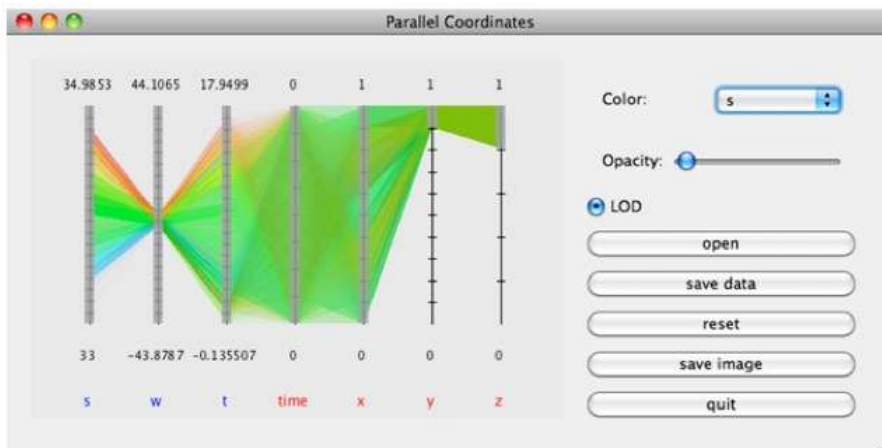 Parallel Coordinates
34.9853 44.1065 17.9499 0 1 1 1
Color: s
Opacity:
LOD
open
save data
reset
save image
quit
33 -43.8787 -0.135507 0 0 0 0
s w t time x y z